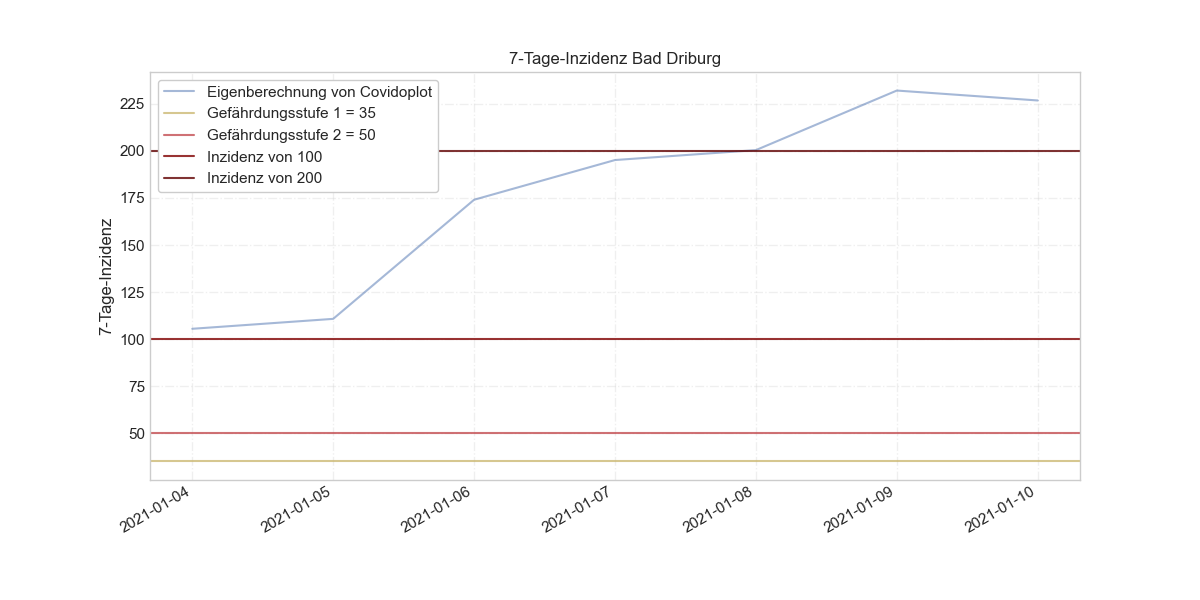 7-Tage-Inzidenz Bad Driburg
Eigenberechnung von Covidoplot
Gefährdungsstufe 1 = 35
Gefährdungsstufe 2 = 50
Inzidenz von 100
Inzidenz von 200
7-Tage-Inzidenz
225
200
175
150
125
100
75
50
2021-01-04
2021-01-05
2021-01-06
2021-01-07
2021-01-08
2021-01-09
2021-01-10